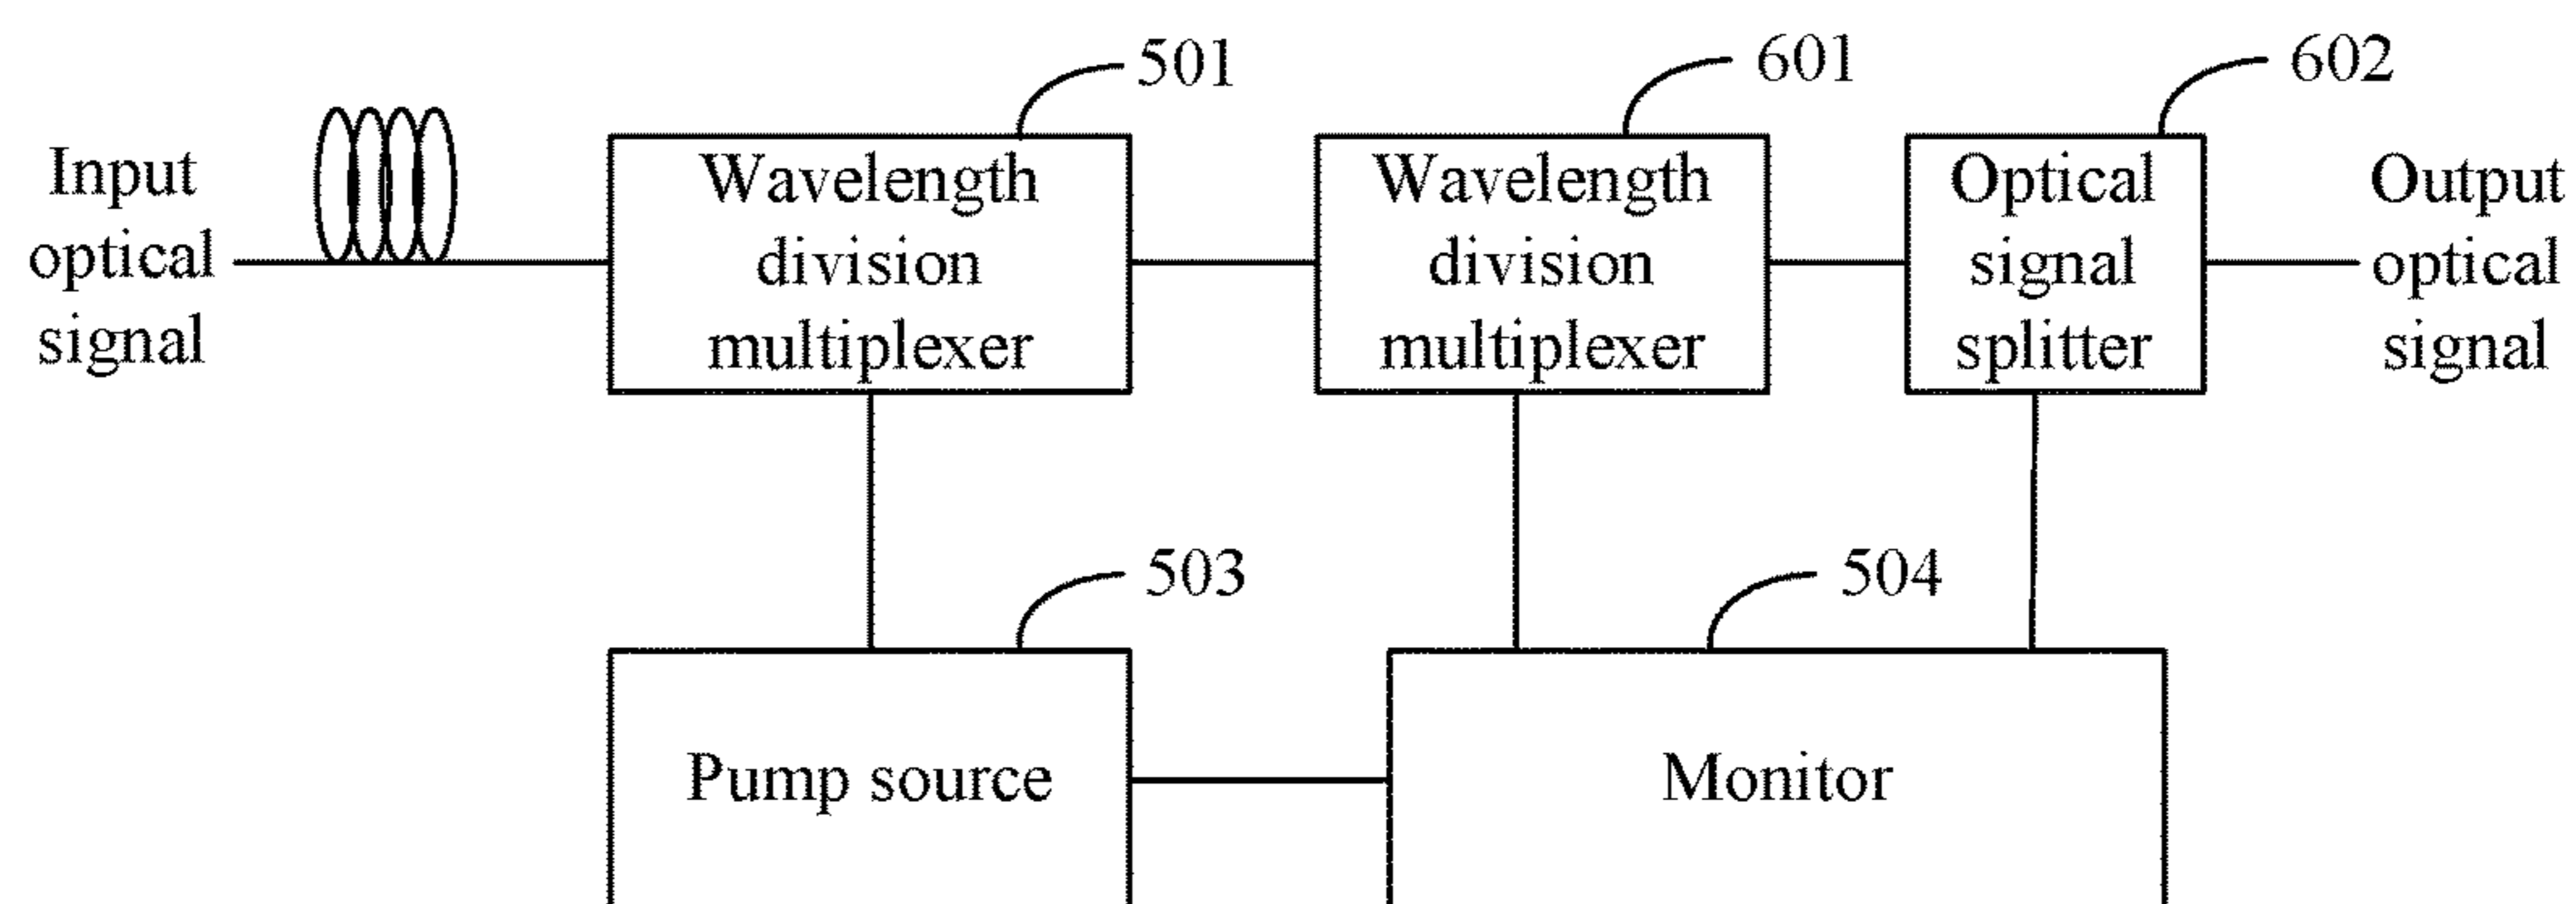 501
601
602
Input
optical
signal
Wavelength
division
multiplexer
Wavelength
division
multiplexer
Optical
signal
splitter
Output
optical
signal
503
504
Pump source
Monitor